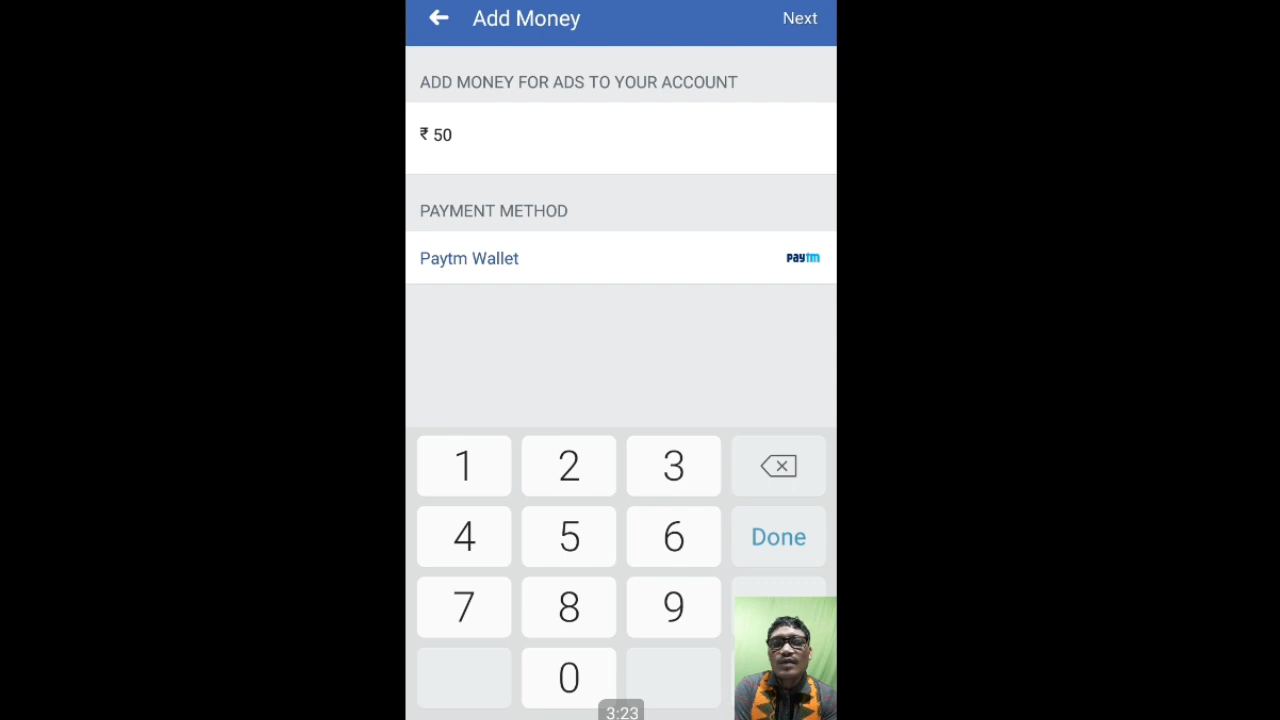 Add Money
Next
ADD MONEY FOR ADS TO YOUR ACCOUNT
₹ 50
PAYMENT METHOD
Paytm Wallet
paytm
1 2 3
4 5 6 Done
7 8 9
0
3:23